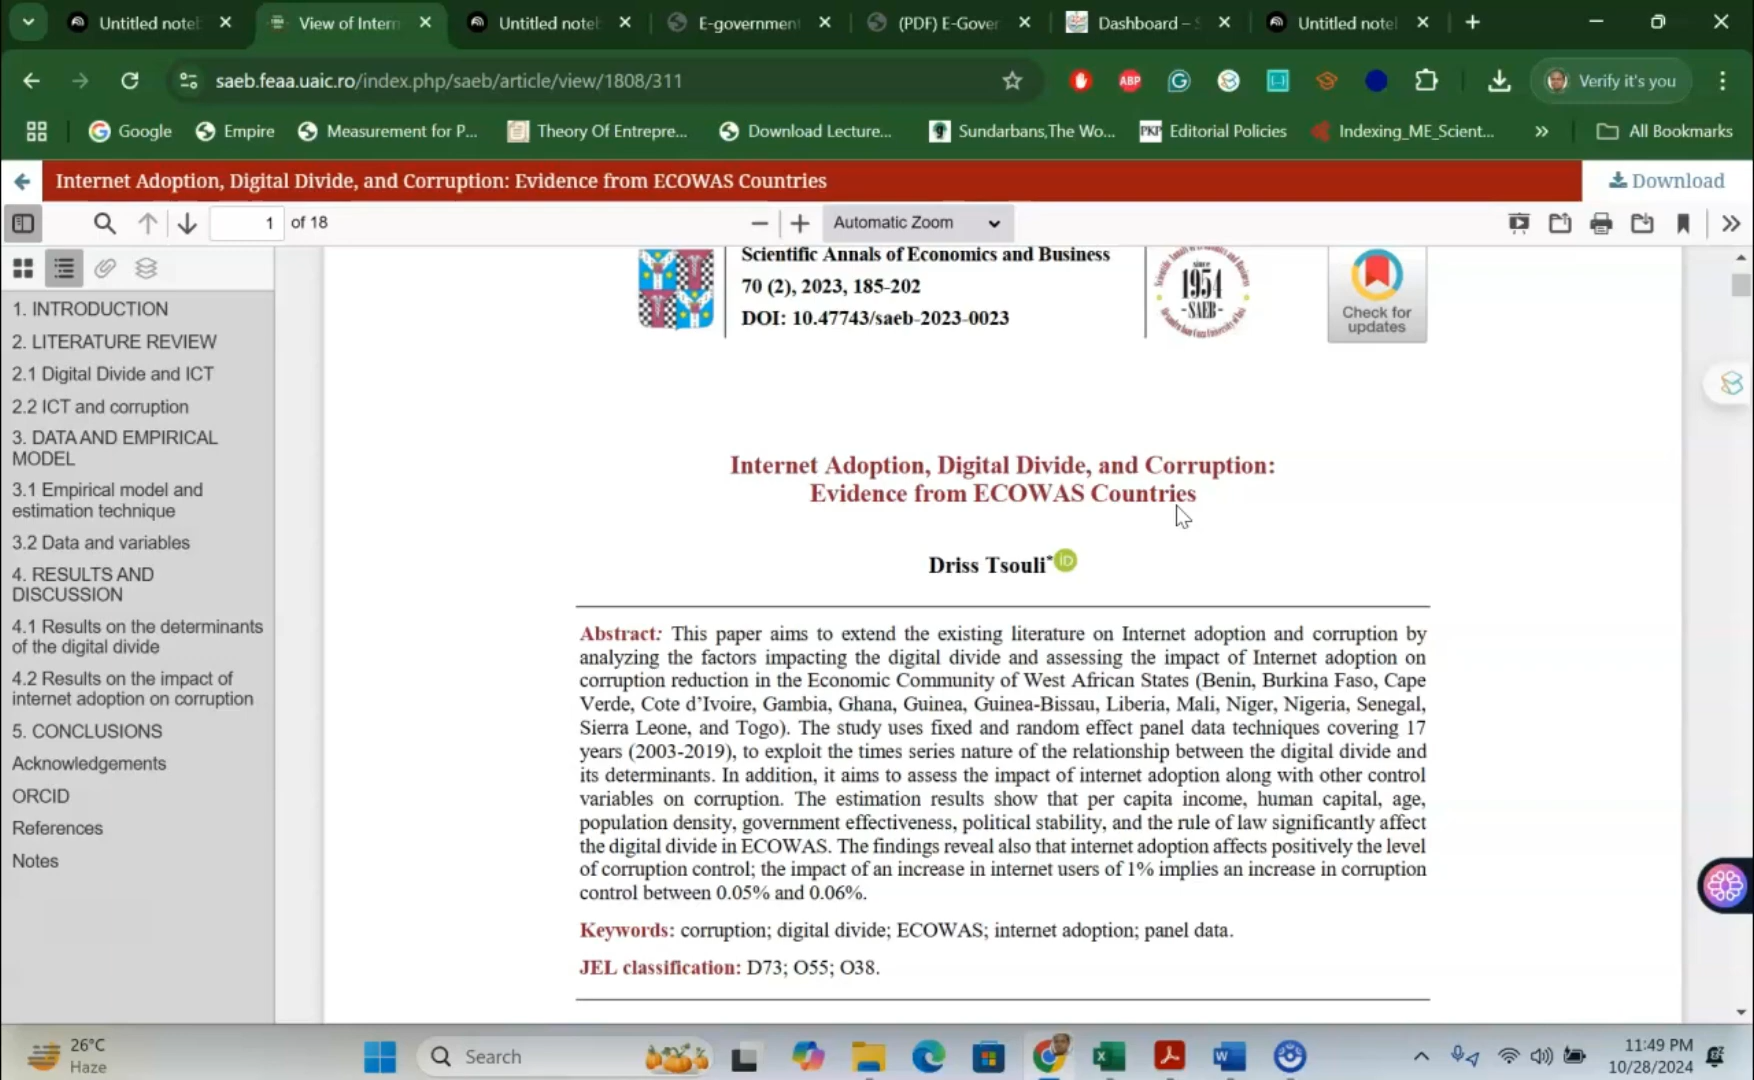 Untitled note
View of Intern
Untitled note
E-government
(PDF) E-Gover
Dashboard – S
Untitled note
saeb.feaa.uaic.ro/index.php/saeb/article/view/1808/311
ABP
Verify it's you
Google
Empire
Measurement for P...
Theory Of Entrepre...
Download Lecture...
Sundarbans,The Wo...
PKP Editorial Policies
Indexing_ME_Scient...
All Bookmarks
Internet Adoption, Digital Divide, and Corruption: Evidence from ECOWAS Countries
Download
1 of 18
Automatic Zoom
1. INTRODUCTION
2. LITERATURE REVIEW
2.1 Digital Divide and ICT
2.2 ICT and corruption
3. DATA AND EMPIRICAL
MODEL
3.1 Empirical model and
estimation technique
3.2 Data and variables
4. RESULTS AND
DISCUSSION
4.1 Results on the determinants
of the digital divide
4.2 Results on the impact of
internet adoption on corruption
5. CONCLUSIONS
Acknowledgements
ORCID
References
Notes
Scientific Annals of Economics and Business
70 (2), 2023, 185-202
DOI: 10.47743/saeb-2023-0023
since
1954
-SAEB-
Check for
updates
Internet Adoption, Digital Divide, and Corruption:
Evidence from ECOWAS Countries
Driss Tsouli*
iD
Abstract: This paper aims to extend the existing literature on Internet adoption and corruption by
analyzing the factors impacting the digital divide and assessing the impact of Internet adoption on
corruption reduction in the Economic Community of West African States (Benin, Burkina Faso, Cape
Verde, Cote d’Ivoire, Gambia, Ghana, Guinea, Guinea-Bissau, Liberia, Mali, Niger, Nigeria, Senegal,
Sierra Leone, and Togo). The study uses fixed and random effect panel data techniques covering 17
years (2003-2019), to exploit the times series nature of the relationship between the digital divide and
its determinants. In addition, it aims to assess the impact of internet adoption along with other control
variables on corruption. The estimation results show that per capita income, human capital, age,
population density, government effectiveness, political stability, and the rule of law significantly affect
the digital divide in ECOWAS. The findings reveal also that internet adoption affects positively the level
of corruption control; the impact of an increase in internet users of 1% implies an increase in corruption
control between 0.05% and 0.06%.
Keywords: corruption; digital divide; ECOWAS; internet adoption; panel data.
JEL classification: D73; O55; O38.
26°C
Haze
Search
11:49 PM
10/28/2024